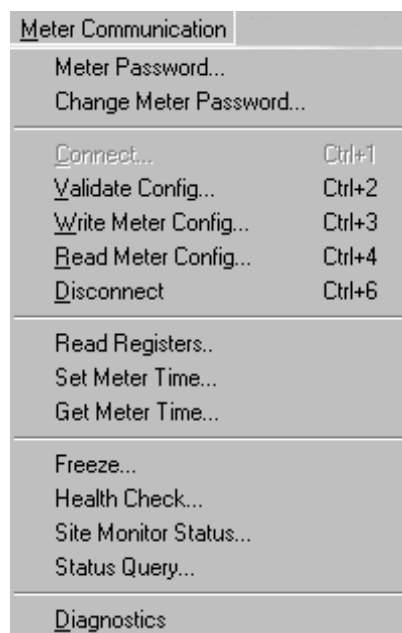 Meter Communication
Meter Password...
Change Meter Password...
Connect... Ctrl+1
Validate Config... Ctrl+2
Write Meter Config... Ctrl+3
Read Meter Config... Ctrl+4
Disconnect Ctrl+6
Read Registers..
Set Meter Time...
Get Meter Time...
Freeze...
Health Check...
Site Monitor Status...
Status Query...
Diagnostics